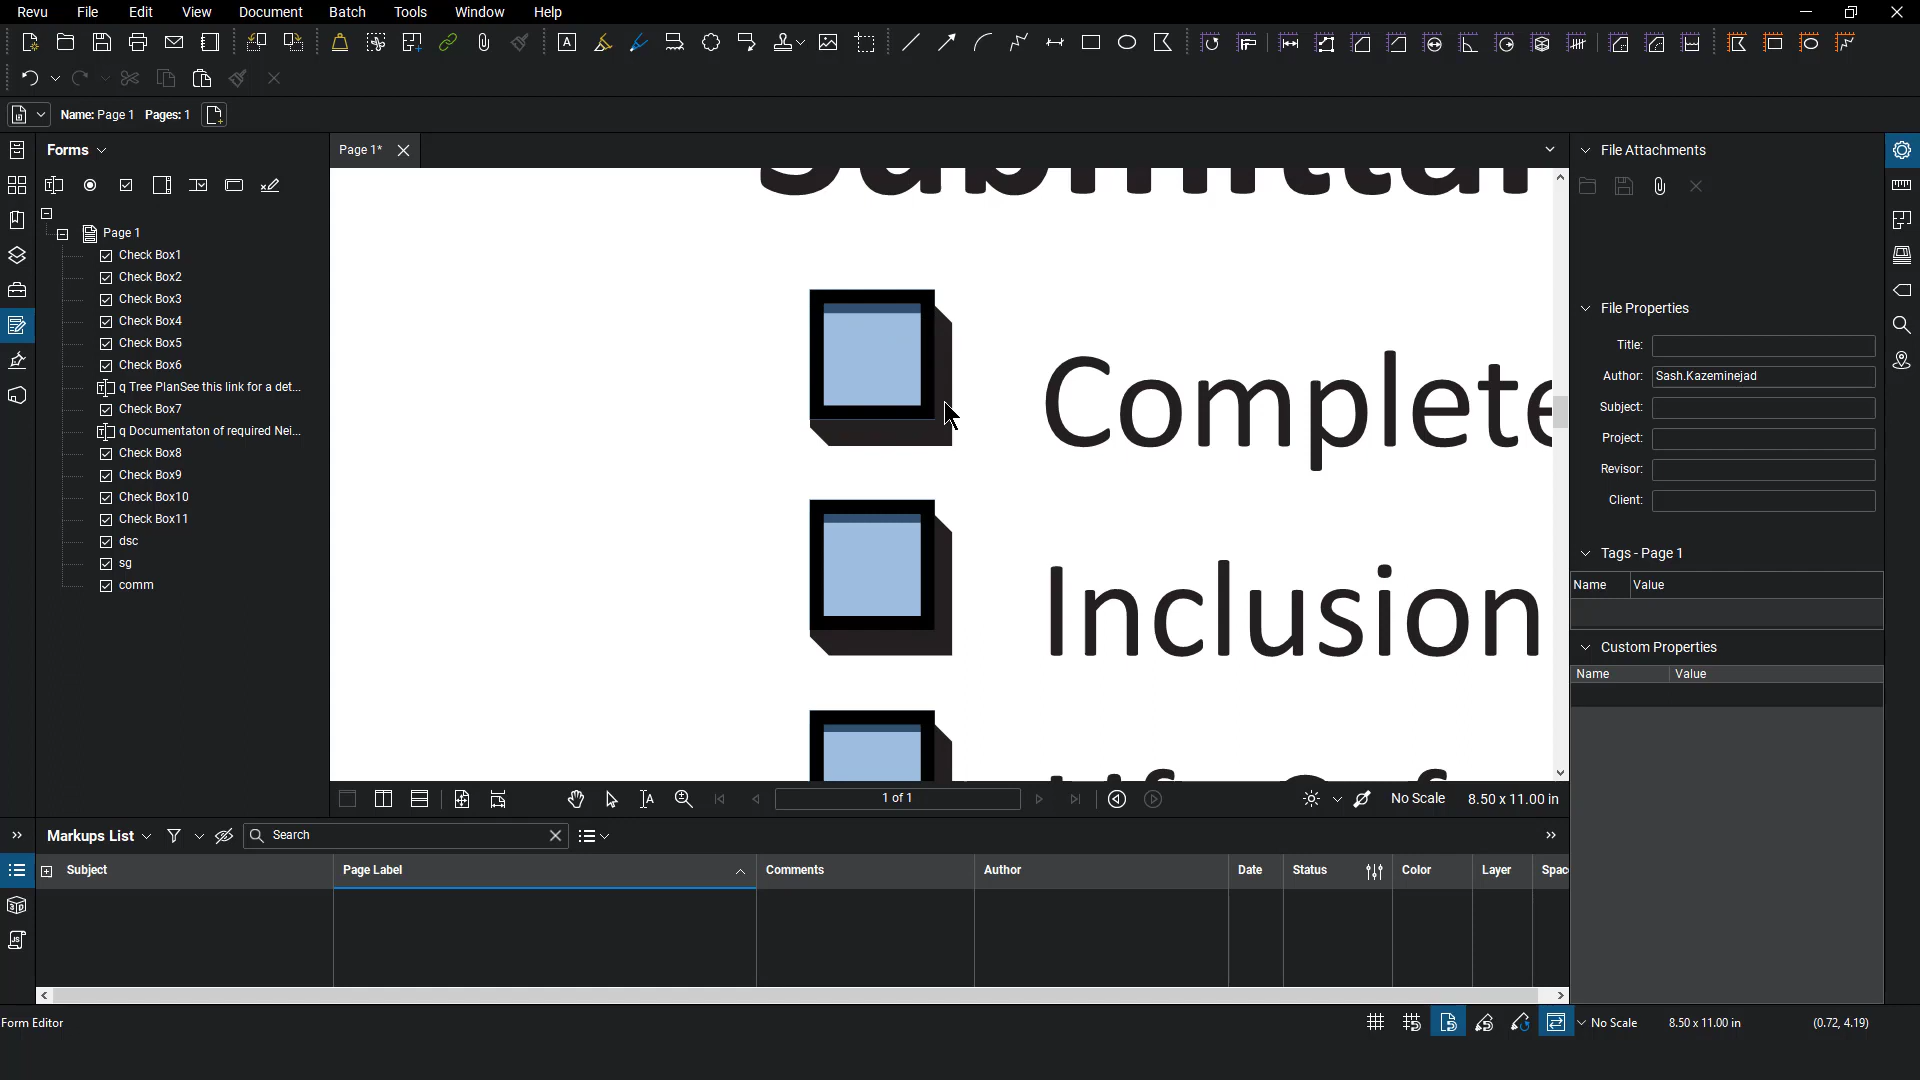 Revu File Edit View Document Batch Tools Window Help
Name: Page 1 Pages: 1
Forms
Page 1
Check Box1
Check Box2
Check Box3
Check Box4
Check Box5
Check Box6
q Tree PlanSee this link for a det...
Check Box7
q Documentaton of required Nei...
Check Box8
Check Box9
Check Box10
Check Box11
dsc
sg
comm
Page 1*
Submittal
Complete
Inclusion
1 of 1
No Scale 8.50 x 11.00 in
File Attachments
File Properties
Title:
Author: Sash.Kazeminejad
Subject:
Project:
Revisor:
Client:
Tags - Page 1
Name Value
Custom Properties
Name Value
Markups List Search
Subject Page Label Comments Author Date Status Color Layer Spac
Form Editor
No Scale 8.50 x 11.00 in (0.72, 4.19)